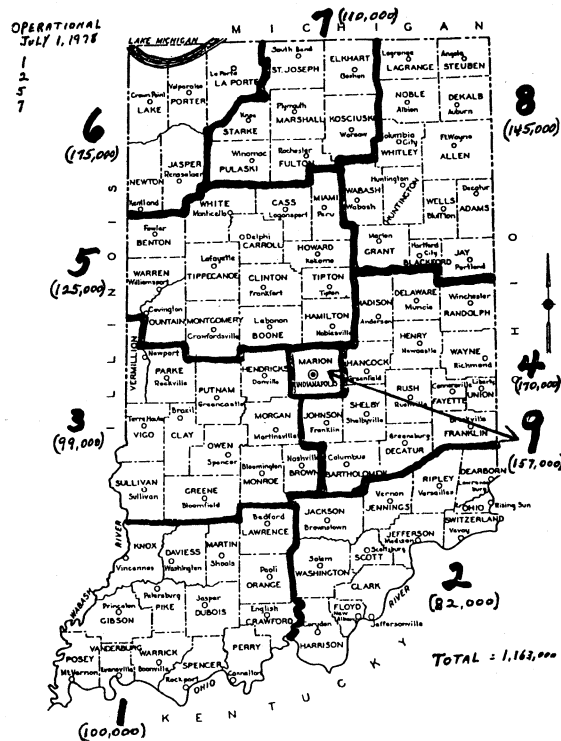 OPERATIONAL
JULY 1, 1978
1
2
5
7
7 (110,000)
MICHIGAN
LAKE MICHIGAN
South Bend
ST. JOSEPH
ELKHART
Goshen
Lagrange
LAGRANGE
Angola
STEUBEN
La Porte
LA PORTE
Valparaiso
PORTER
Crown Point
LAKE
NOBLE
Albion
DEKALB
Auburn
8
(145,000)
Plymouth
MARSHALL
KOSCIUSKO
Warsaw
Knox
STARKE
Columbia
City
WHITLEY
Ft. Wayne
ALLEN
6
(175,000)
Winamac
PULASKI
Rochester
FULTON
JASPER
Rensselaer
NEWTON
Kentland
WABASH
Wabash
Huntington
HUNTINGTON
WELLS
Bluffton
Decatur
ADAMS
WHITE
Monticello
CASS
Logansport
MIAMI
Peru
Fowler
BENTON
Delphi
CARROLL
Marion
GRANT
Hartford
City
BLACKFORD
JAY
Portland
HOWARD
Kokomo
5
(125,000)
WARREN
Williamsport
Lafayette
TIPPECANOE
CLINTON
Frankfort
TIPTON
Tipton
MADISON
Anderson
DELAWARE
Muncie
Winchester
RANDOLPH
Covington
FOUNTAIN
MONTGOMERY
Crawfordsville
Lebanon
BOONE
HAMILTON
Noblesville
HENRY
Newcastle
WAYNE
Richmond
ILLINOIS
OHIO
VERMILLION
Newport
PARKE
Rockville
HENDRICKS
Danville
MARION
INDIANAPOLIS
HANCOCK
Greenfield
4
(170,000)
PUTNAM
Greencastle
RUSH
Rushville
Connersville
FAYETTE
Liberty
UNION
3
(99,000)
Terre Haute
VIGO
Brazil
CLAY
MORGAN
Martinsville
JOHNSON
Franklin
SHELBY
Shelbyville
Brookville
FRANKLIN
9
(157,000)
OWEN
Spencer
Greensburg
DECATUR
SULLIVAN
Sullivan
Bloomington
MONROE
Nashville
BROWN
Columbus
BARTHOLOMEW
DEARBORN
Lawrence-
burg
GREENE
Bloomfield
RIPLEY
Versailles
Vernon
JENNINGS
OHIO
Rising Sun
SWITZERLAND
Vevay
Bedford
LAWRENCE
JACKSON
Brownstown
JEFFERSON
Madison
KNOX
Vincennes
DAVIESS
Washington
MARTIN
Shoals
Scottsburg
SCOTT
Salem
WASHINGTON
WABASH RIVER
Paoli
ORANGE
CLARK
2
(82,000)
Petersburg
PIKE
Jasper
DUBOIS
Princeton
GIBSON
English
CRAWFORD
FLOYD
New
Albany
Jeffersonville
RIVER
Corydon
HARRISON
VANDERBURG
WARRICK
Boonville
Evansville
POSEY
Mt. Vernon
SPENCER
Rockport
PERRY
Cannelton
OHIO
KENTUCKY
TOTAL = 1,163,000
1
(100,000)